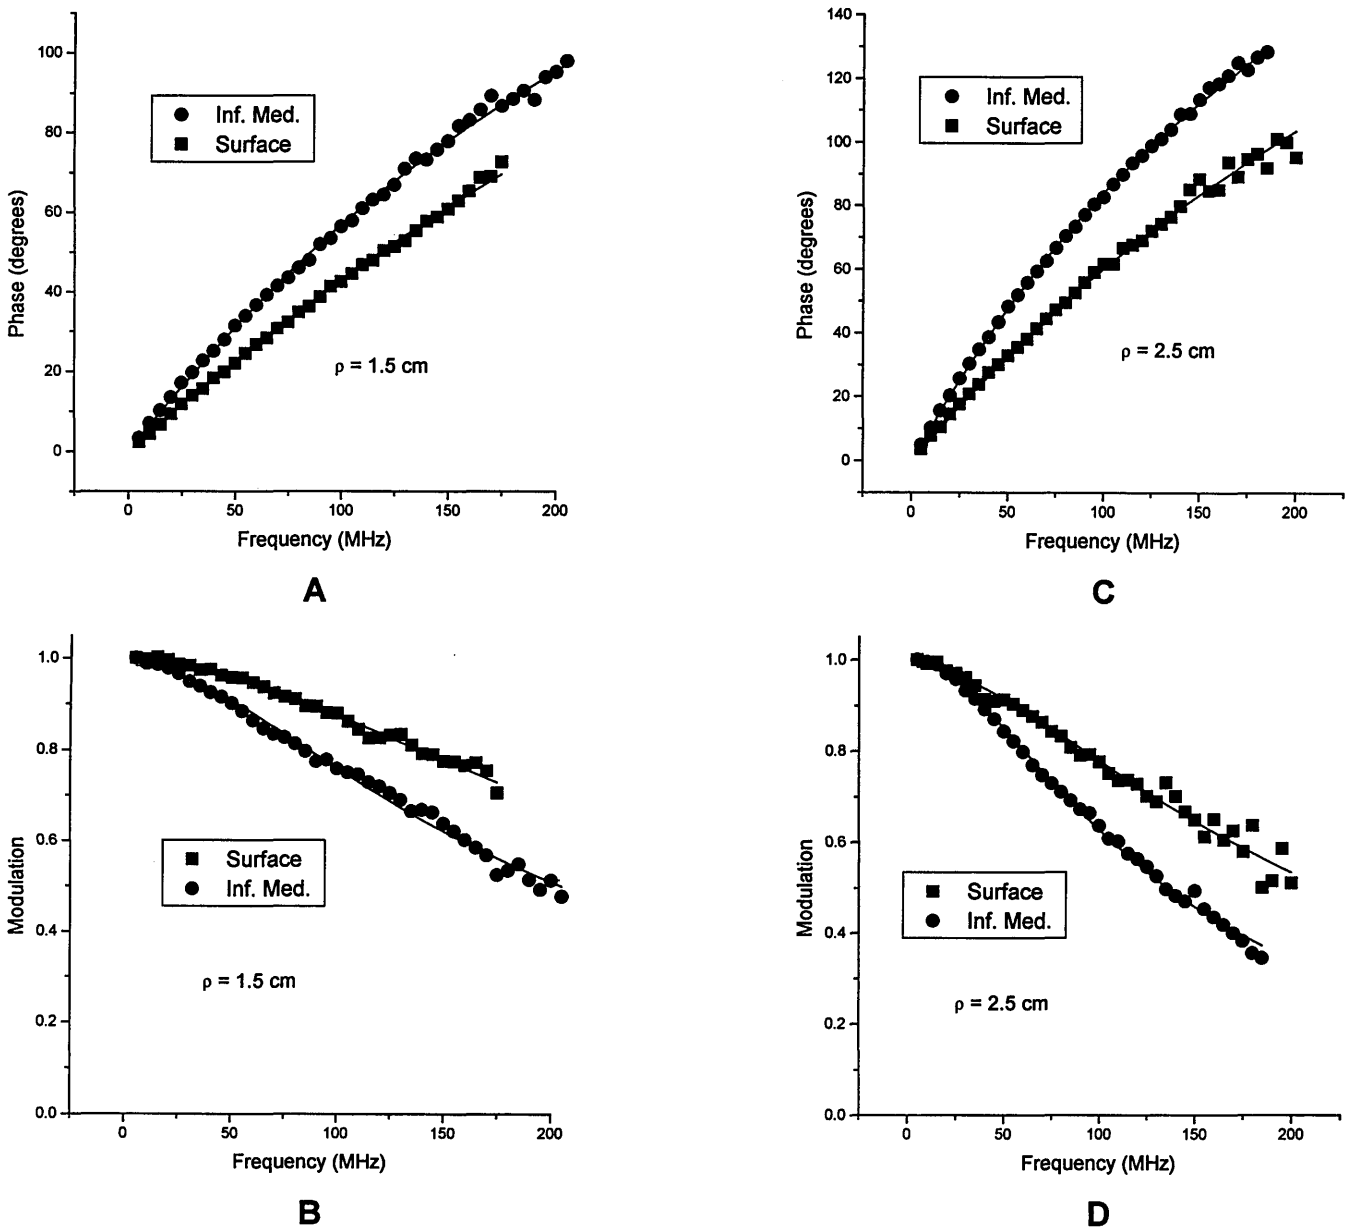 100
80
60
40
20
0
Phase (degrees)
Inf. Med.
Surface
ρ = 1.5 cm
0 50 100 150 200
Frequency (MHz)
A
140
120
100
80
60
40
20
0
Phase (degrees)
Inf. Med.
Surface
ρ = 2.5 cm
0 50 100 150 200
Frequency (MHz)
C
1.0
0.8
0.6
0.4
0.2
0.0
Modulation
Surface
Inf. Med.
ρ = 1.5 cm
0 50 100 150 200
Frequency (MHz)
B
1.0
0.8
0.6
0.4
0.2
0.0
Modulation
Surface
Inf. Med.
ρ = 2.5 cm
0 50 100 150 200
Frequency (MHz)
D